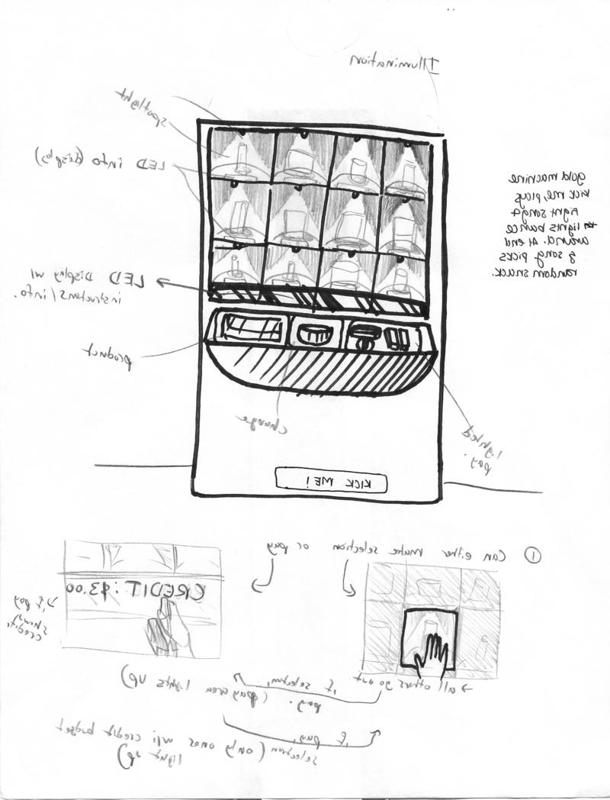 Illumination
spotlight
LED info (display)
gold machine
kick me, plays
fight song &
lights bounce
around. At end
of song, picks
random snack.
LED Display w/
instructions/info.
product
change
lighted
pay.
KICK ME!
① Can either make selection or pay
CREDIT: $3.00
→ if pay
shows
credits
→ all others go out
if selection,
pay. (pay area lights up)
if pay,
selection (only ones w/i credit budget
light up)